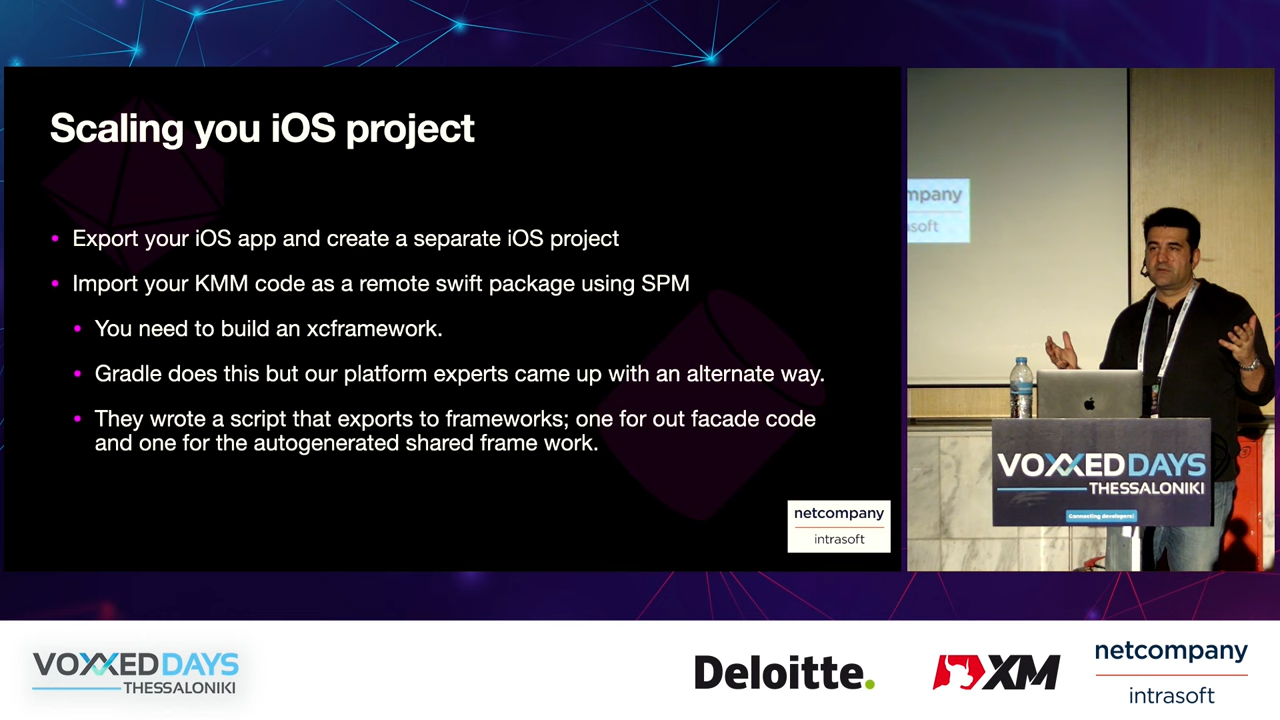 Scaling you iOS project
• Export your iOS app and create a separate iOS project
• Import your KMM code as a remote swift package using SPM
• You need to build an xcframework.
• Gradle does this but our platform experts came up with an alternate way.
• They wrote a script that exports to frameworks; one for out facade code
and one for the autogenerated shared frame work.
netcompany
intrasoft
mpany
soft
VOXXED DAYS
THESSALONIKI
Connecting developers!
VOXXED DAYS
THESSALONIKI
Deloitte.
XM
netcompany
intrasoft